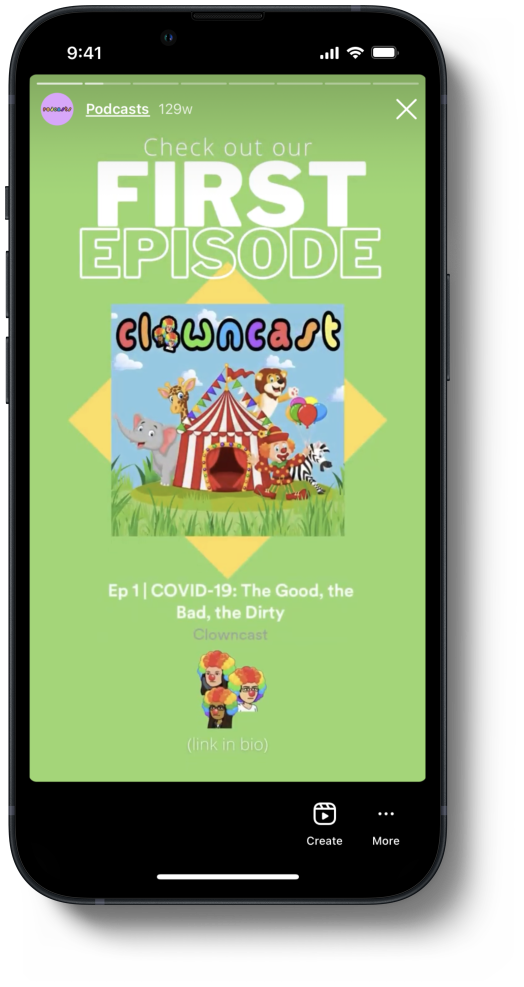 9:41
Podcasts 129w
Check out our
FIRST
EPISODE
clowncast
Ep 1 | COVID-19: The Good, the
Bad, the Dirty
Clowncast
(link in bio)
Create More